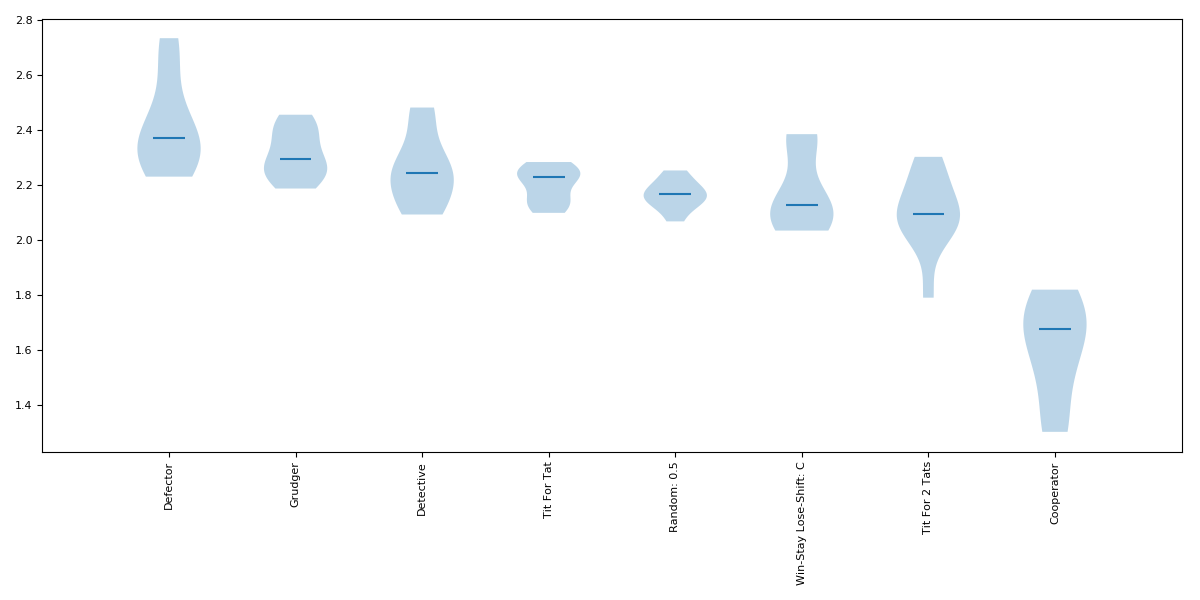 2.8
2.6
2.4
2.2
2.0
1.8
1.6
1.4
Defector
Grudger
Detective
Tit For Tat
Random: 0.5
Win-Stay Lose-Shift: C
Tit For 2 Tats
Cooperator